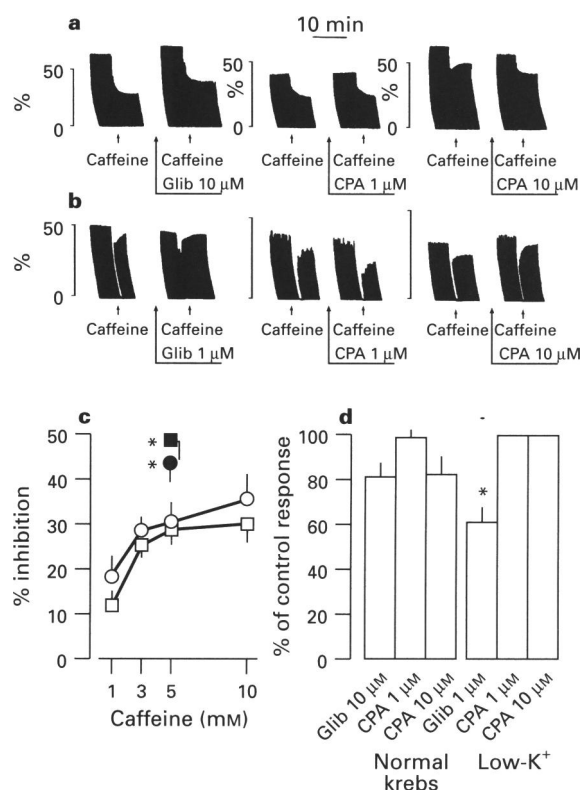 a
10 min
50
%
0
50
%
0
50
%
0
Caffeine Caffeine Caffeine Caffeine Caffeine Caffeine
Glib 10 µM CPA 1 µM CPA 10 µM
b
50
%
0
Caffeine Caffeine Caffeine Caffeine Caffeine Caffeine
Glib 1 µM CPA 1 µM CPA 10 µM
c
50
40
30
20
10
0
% inhibition
* 
*
1 3 5 10
Caffeine (mM)
d
100
80
60
40
20
0
% of control response
*
Glib 10 µM
CPA 1 µM
CPA 10 µM
Glib 1 µM
CPA 1 µM
CPA 10 µM
Normal
krebs
Low-K⁺